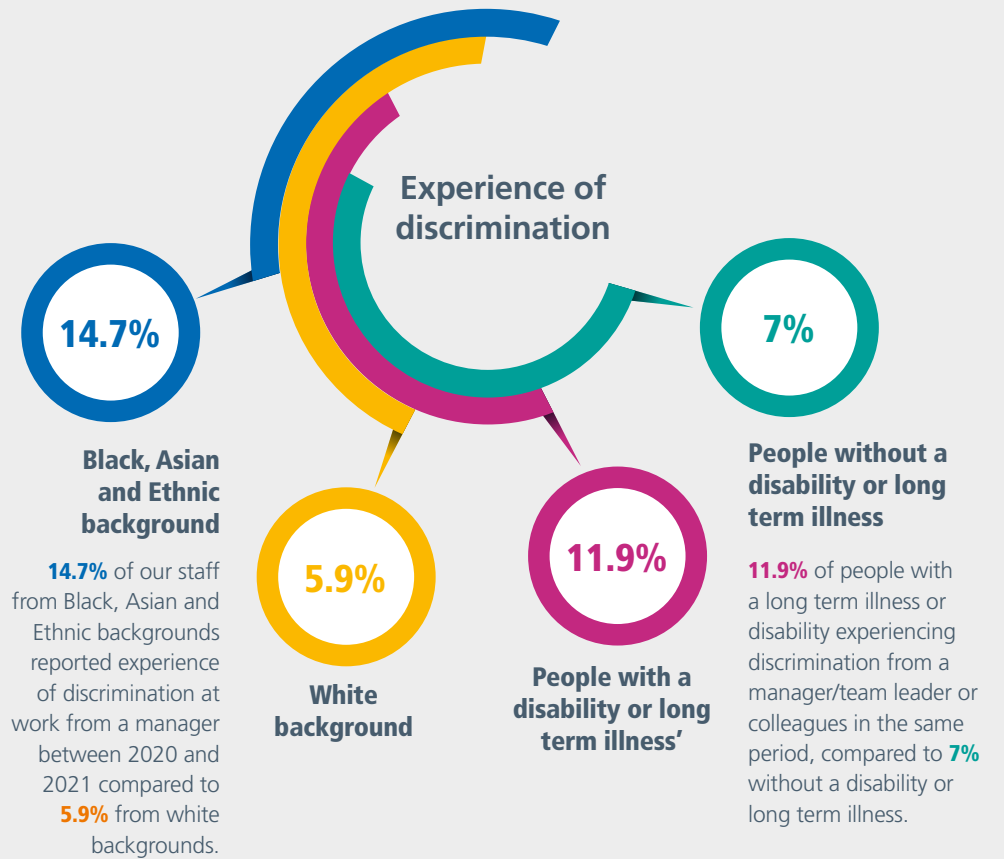 Experience of
discrimination
14.7%
Black, Asian
and Ethnic
background
14.7% of our staff
from Black, Asian and
Ethnic backgrounds
reported experience
of discrimination at
work from a manager
between 2020 and
2021 compared to
5.9% from white
backgrounds.
5.9%
White
background
11.9%
People with a
disability or long
term illness’
7%
People without a
disability or long
term illness
11.9% of people with
a long term illness or
disability experiencing
discrimination from a
manager/team leader or
colleagues in the same
period, compared to 7%
without a disability or
long term illness.